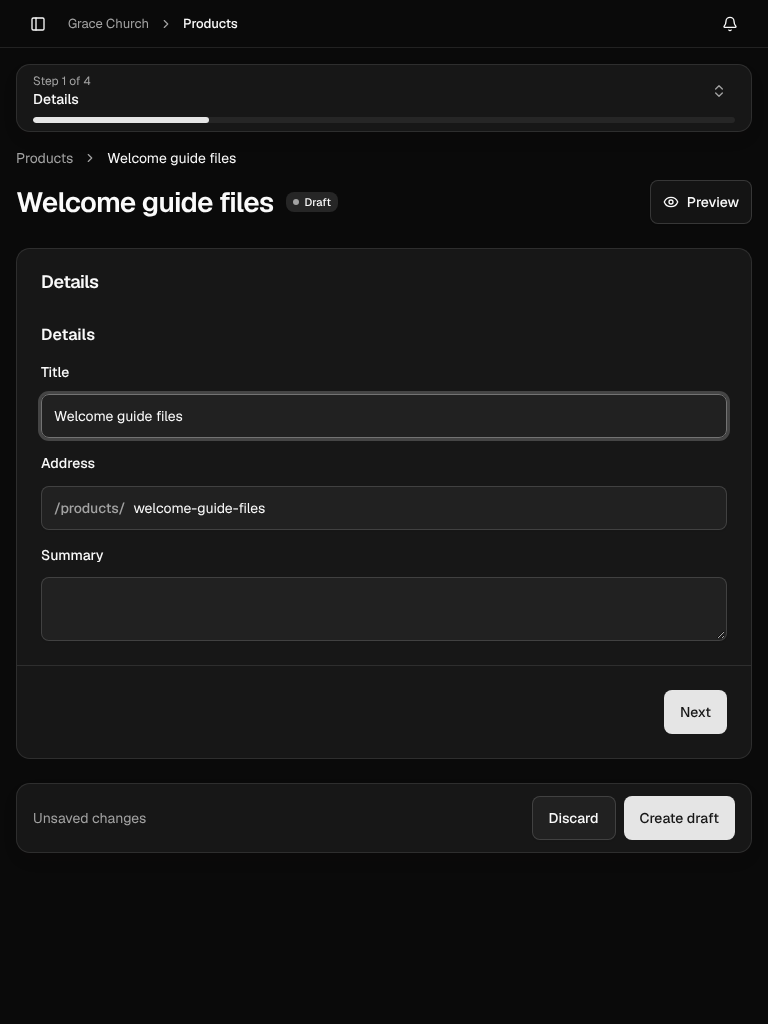 Grace Church > Products
Step 1 of 4
Details
Products > Welcome guide files
Welcome guide files
Draft
Preview
Details
Details
Title
Welcome guide files
Address
/products/ welcome-guide-files
Summary
Next
Unsaved changes
Discard
Create draft